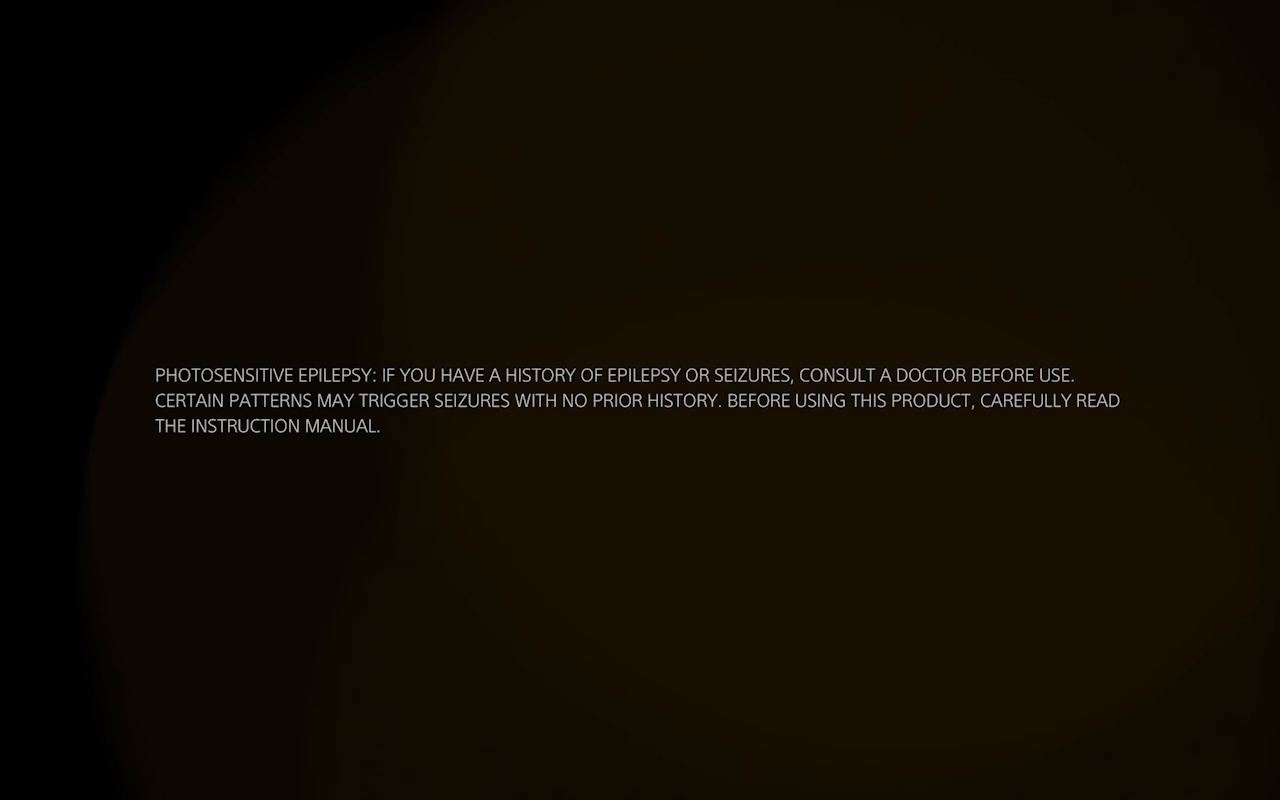 PHOTOSENSITIVE EPILEPSY: IF YOU HAVE A HISTORY OF EPILEPSY OR SEIZURES, CONSULT A DOCTOR BEFORE USE.
CERTAIN PATTERNS MAY TRIGGER SEIZURES WITH NO PRIOR HISTORY. BEFORE USING THIS PRODUCT, CAREFULLY READ
THE INSTRUCTION MANUAL.